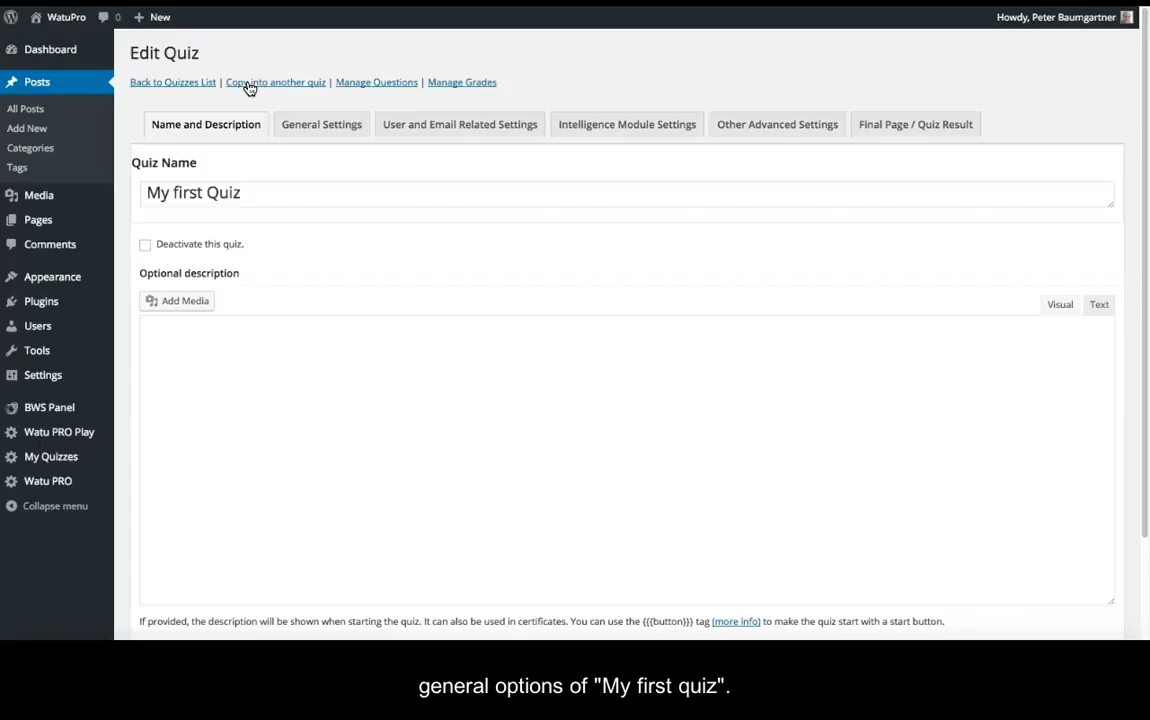 WatuPro 0 + New Howdy, Peter Baumgartner
Dashboard
Posts
All Posts
Add New
Categories
Tags
Media
Pages
Comments
Appearance
Plugins
Users
Tools
Settings
BWS Panel
Watu PRO Play
My Quizzes
Watu PRO
Collapse menu
Edit Quiz
Back to Quizzes List | Copy into another quiz | Manage Questions | Manage Grades
Name and Description General Settings User and Email Related Settings Intelligence Module Settings Other Advanced Settings Final Page / Quiz Result
Quiz Name
My first Quiz
Deactivate this quiz.
Optional description
Add Media Visual Text
If provided, the description will be shown when starting the quiz. It can also be used in certificates. You can use the {{{button}}} tag (more info) to make the quiz start with a start button.
general options of "My first quiz".